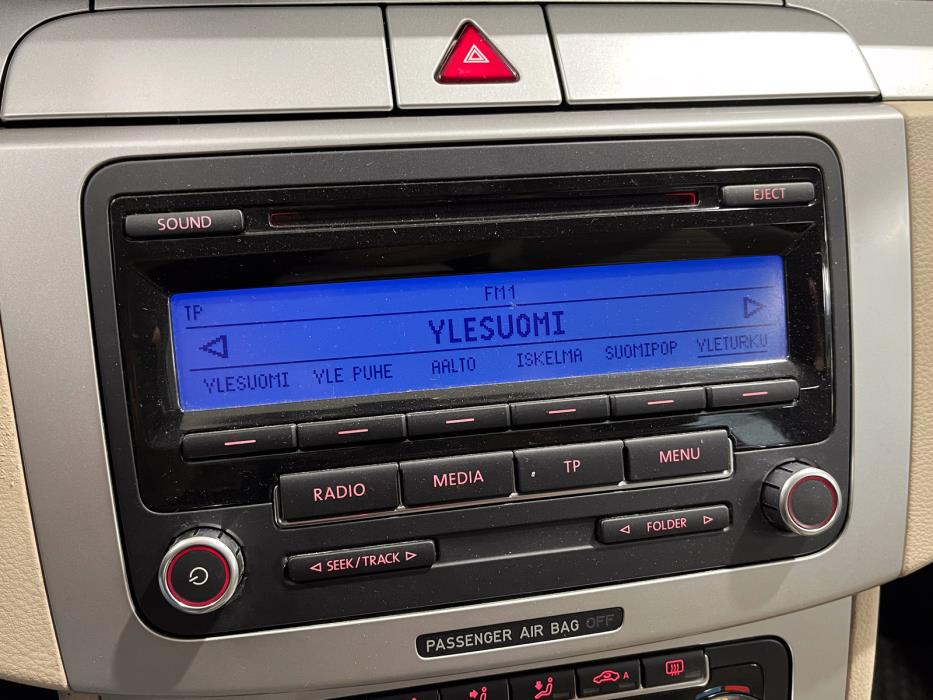 SOUND
EJECT
FM1
TP
YLESUOMI
YLESUOMI YLE PUHE AALTO ISKELMA SUOMIPOP YLETURKU
RADIO MEDIA TP MENU
SEEK/TRACK
FOLDER
PASSENGER AIR BAG OFF
A